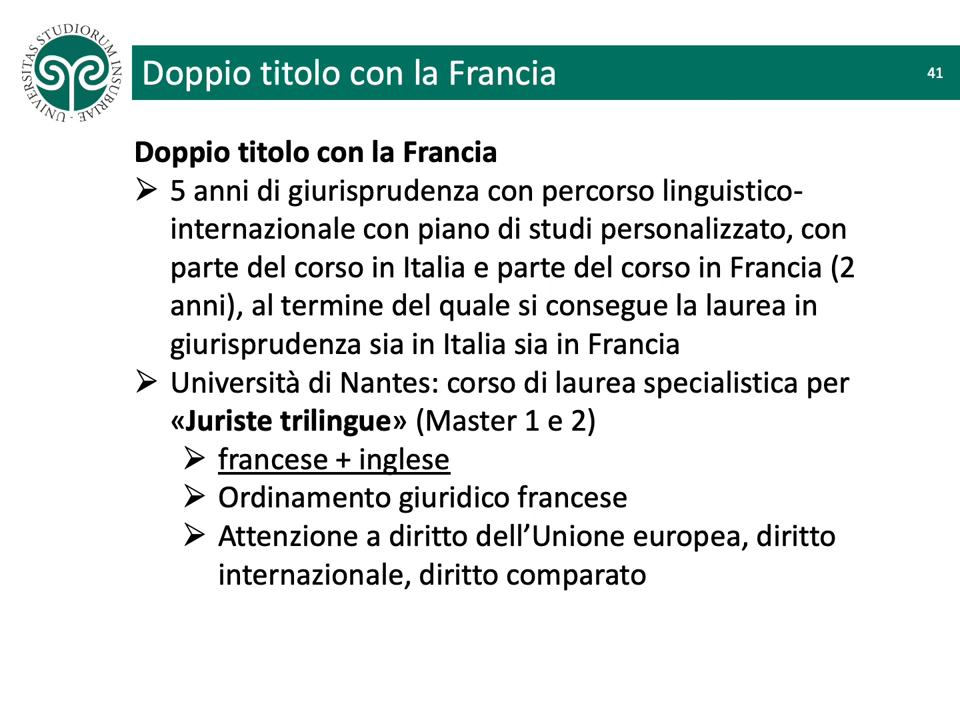 UNIVERSITAS STUDIORUM INSUBRIAE
Doppio titolo con la Francia
41
Doppio titolo con la Francia
➢ 5 anni di giurisprudenza con percorso linguistico-
internazionale con piano di studi personalizzato, con
parte del corso in Italia e parte del corso in Francia (2
anni), al termine del quale si consegue la laurea in
giurisprudenza sia in Italia sia in Francia
➢ Università di Nantes: corso di laurea specialistica per
«Juriste trilingue» (Master 1 e 2)
➢ francese + inglese
➢ Ordinamento giuridico francese
➢ Attenzione a diritto dell’Unione europea, diritto
internazionale, diritto comparato